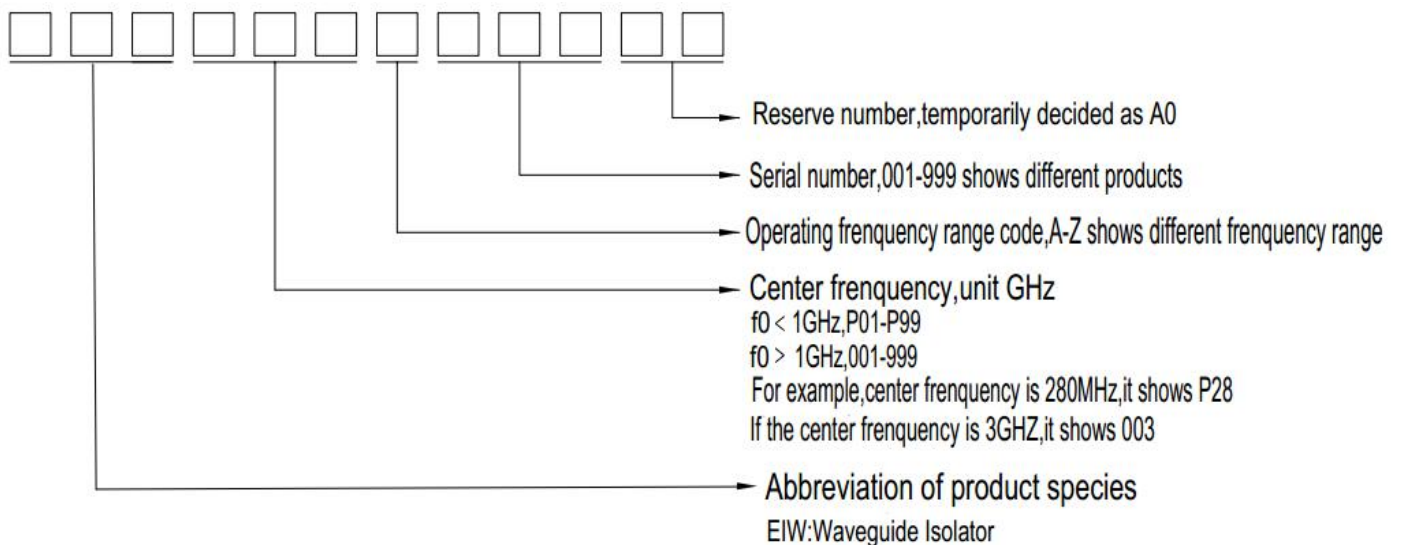 Reserve number,temporarily decided as A0
Serial number,001-999 shows different products
Operating frenquency range code,A-Z shows different frenquency range
Center frenquency,unit GHz
f0 < 1GHz,P01-P99
f0 > 1GHz,001-999
For example,center frenquency is 280MHz,it shows P28
If the center frenquency is 3GHZ,it shows 003
Abbreviation of product species
EIW:Waveguide Isolator